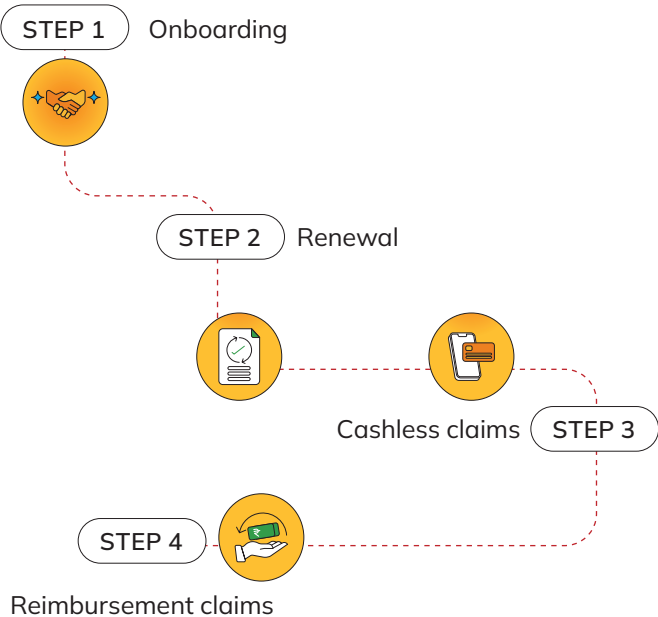 STEP 1 Onboarding
STEP 2 Renewal
Cashless claims STEP 3
₹
STEP 4
Reimbursement claims